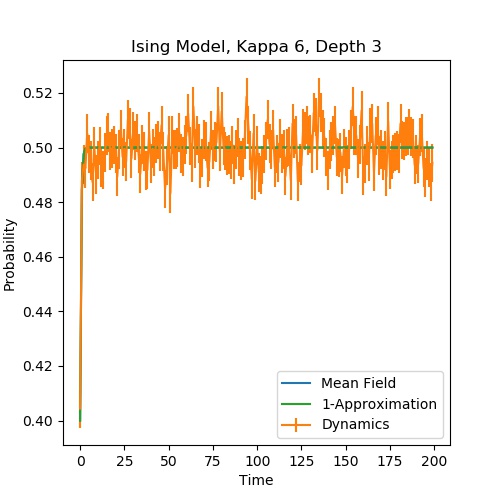 Ising Model, Kappa 6, Depth 3
0.52
0.50
0.48
0.46
0.44
0.42
0.40
Probability
0 25 50 75 100 125 150 175 200
Time
Mean Field
1-Approximation
Dynamics